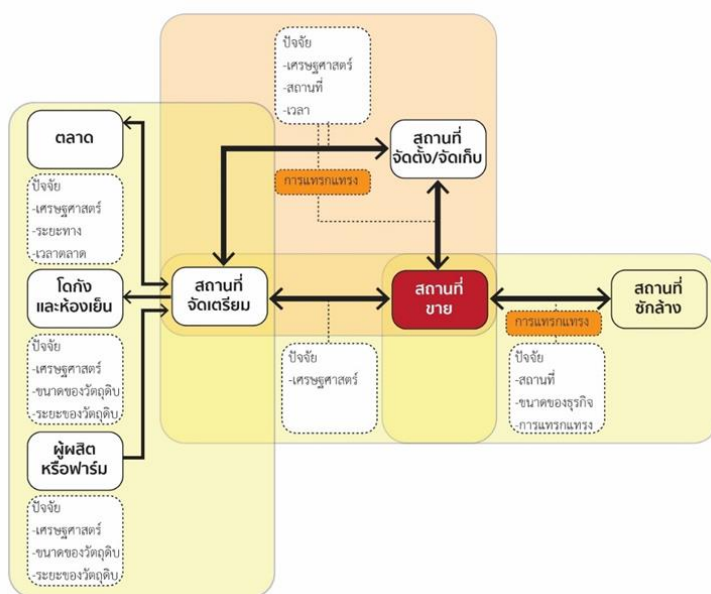 ปัจจัย
-เศรษฐศาสตร์
-สถานที่
-เวลา
ตลาด
สถานที่
จัดตั้ง/จัดเก็บ
การแทรกแทรง
ปัจจัย
-เศรษฐศาสตร์
-ระยะทาง
-เวลาตลาด
โดกัง
และห้องเย็น
สถานที่
จัดเตรียม
สถานที่
ขาย
สถานที่
ซักล้าง
การแทรกแทรง
ปัจจัย
-เศรษฐศาสตร์
-ขนาดของวัตถุดิบ
-ระยะของวัตถุดิบ
ปัจจัย
-เศรษฐศาสตร์
ปัจจัย
-สถานที่
-ขนาดของธุรกิจ
-การแทรกแทรง
ผู้ผลิต
หรือฟาร์ม
ปัจจัย
-เศรษฐศาสตร์
-ขนาดของวัตถุดิบ
-ระยะของวัตถุดิบ